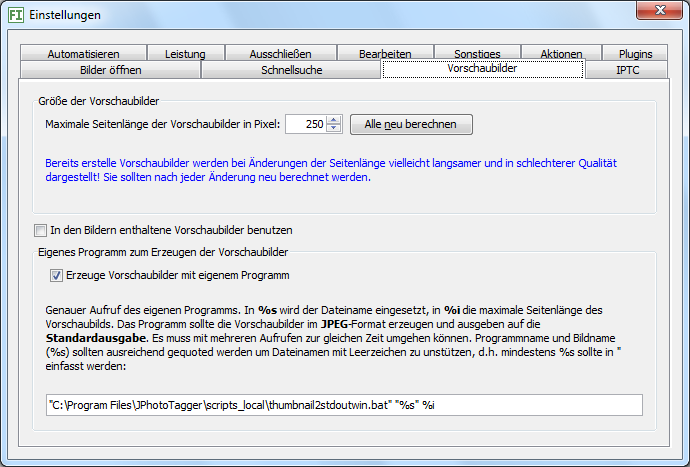 FI Einstellungen
Automatisieren Leistung Ausschließen Bearbeiten Sonstiges Aktionen Plugins
Bilder öffnen Schnellsuche Vorschaubilder IPTC
Größe der Vorschaubilder
Maximale Seitenlänge der Vorschaubilder in Pixel: 250 Alle neu berechnen
Bereits erstelle Vorschaubilder werden bei Änderungen der Seitenlänge vielleicht langsamer und in schlechterer Qualität
dargestellt! Sie sollten nach jeder Änderung neu berechnet werden.
In den Bildern enthaltene Vorschaubilder benutzen
Eigenes Programm zum Erzeugen der Vorschaubilder
Erzeuge Vorschaubilder mit eigenem Programm
Genauer Aufruf des eigenen Programms. In %s wird der Dateiname eingesetzt, in %i die maximale Seitenlänge des
Vorschaubilds. Das Programm sollte die Vorschaubilder im JPEG-Format erzeugen und ausgeben auf die
Standardausgabe. Es muss mit mehreren Aufrufen zur gleichen Zeit umgehen können. Programmname und Bildname
(%s) sollten ausreichend gequoted werden um Dateinamen mit Leerzeichen zu unstützen, d.h. mindestens %s sollte in "
einfasst werden:
"C:\Program Files\JPhotoTagger\scripts_local\thumbnail2stdoutwin.bat" "%s" %i